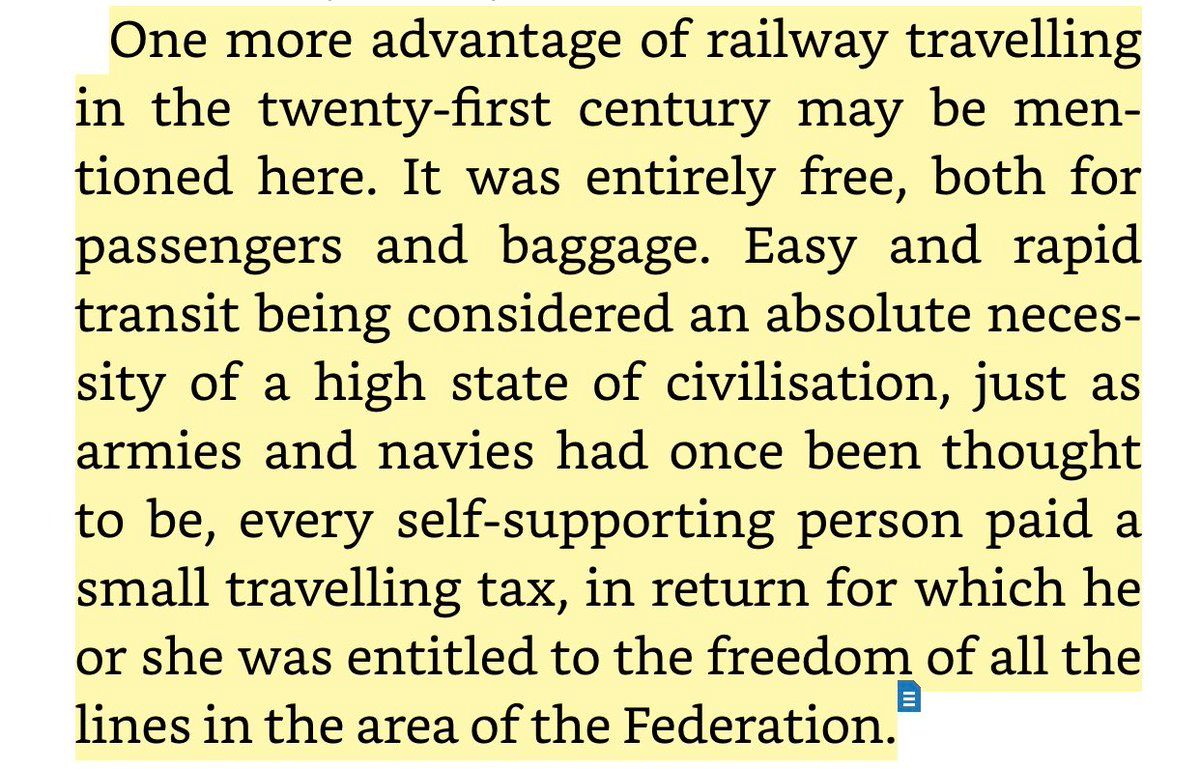 One more advantage of railway travelling
in the twenty-first century may be men-
tioned here. It was entirely free, both for
passengers and baggage. Easy and rapid
transit being considered an absolute neces-
sity of a high state of civilisation, just as
armies and navies had once been thought
to be, every self-supporting person paid a
small travelling tax, in return for which he
or she was entitled to the freedom of all the
lines in the area of the Federation.